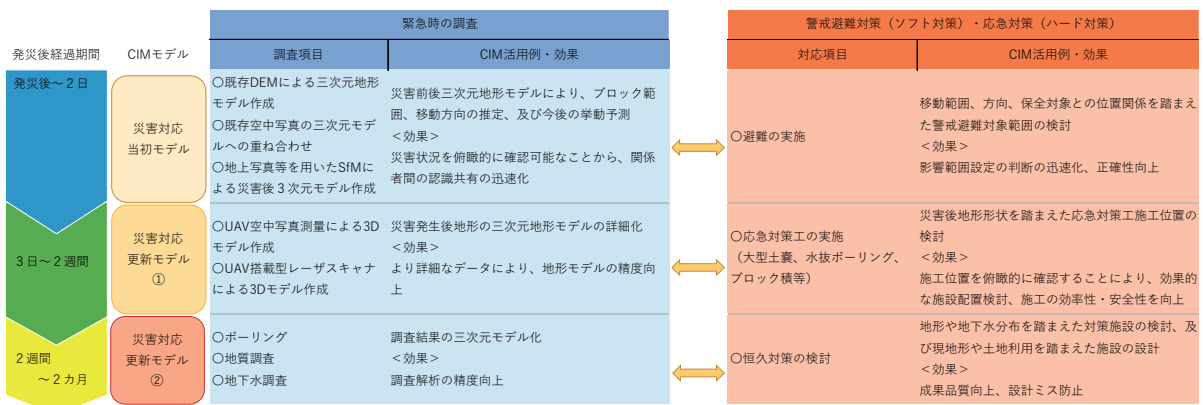 緊急時の調査
警戒避難対策（ソフト対策）・応急対策（ハード対策）
発災後経過期間
CIMモデル
調査項目
CIM活用例・効果
対応項目
CIM活用例・効果
発災後～２日
災害対応
当初モデル
〇既存DEMによる三次元地形
モデル作成
〇既存空中写真の三次元モデ
ルへの重ね合わせ
〇地上写真等を用いたSfMに
よる災害後３次元モデル作成
災害前後三次元地形モデルにより、ブロック範
囲、移動方向の推定、及び今後の挙動予測
＜効果＞
災害状況を俯瞰的に確認可能なことから、関係
者間の認識共有の迅速化
〇避難の実施
移動範囲、方向、保全対象との位置関係を踏まえ
た警戒避難対象範囲の検討
＜効果＞
影響範囲設定の判断の迅速化、正確性向上
３日～２週間
災害対応
更新モデル
①
〇UAV空中写真測量による3D
モデル作成
〇UAV搭載型レーザスキャナ
による3Dモデル作成
災害発生後地形の三次元地形モデルの詳細化
＜効果＞
より詳細なデータにより、地形モデルの精度向
上
〇応急対策工の実施
（大型土嚢、水抜ボーリング、
ブロック積等）
災害後地形形状を踏まえた応急対策工施工位置の
検討
＜効果＞
施工位置を俯瞰的に確認することにより、効果的
な施設配置検討、施工の効率性・安全性を向上
２週間
～２カ月
災害対応
更新モデル
②
〇ボーリング
〇地質調査
〇地下水調査
調査結果の三次元モデル化
＜効果＞
調査解析の精度向上
〇恒久対策の検討
地形や地下水分布を踏まえた対策施設の検討、及
び現地形や土地利用を踏まえた施設の設計
＜効果＞
成果品質向上、設計ミス防止